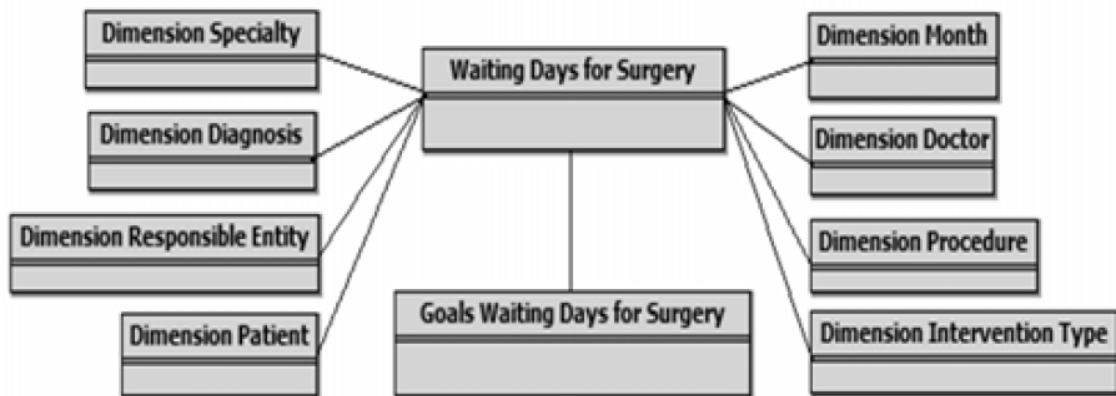 Dimension Specialty
Dimension Diagnosis
Dimension Responsible Entity
Dimension Patient
Waiting Days for Surgery
Goals Waiting Days for Surgery
Dimension Month
Dimension Doctor
Dimension Procedure
Dimension Intervention Type